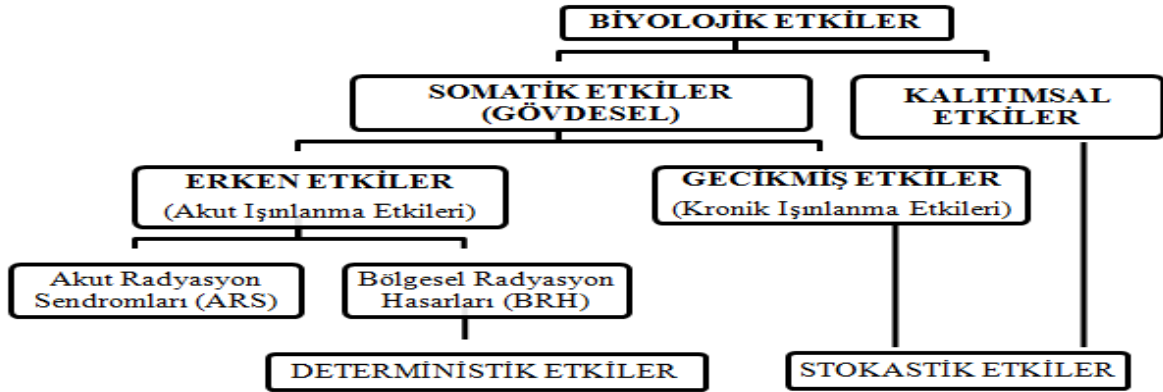 BİYOLOJİK ETKİLER
SOMATİK ETKİLER
(GÖVDESEL)
KALITIMSAL
ETKİLER
ERKEN ETKİLER
(Akut Işınlanma Etkileri)
GECİKMİŞ ETKİLER
(Kronik Işınlanma Etkileri)
Akut Radyasyon
Sendromları (ARS)
Bölgesel Radyasyon
Hasarları (BRH)
DETERMİNİSTİK ETKİLER
STOKASTİK ETKİLER